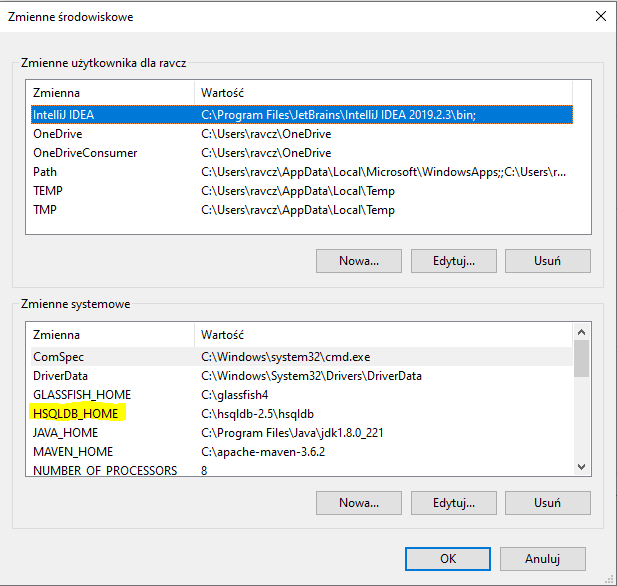 Zmienne środowiskowe
Zmienne użytkownika dla ravcz
Zmienna Wartość
IntelliJ IDEA C:\Program Files\JetBrains\IntelliJ IDEA 2019.2.3\bin;
OneDrive C:\Users\ravcz\OneDrive
OneDriveConsumer C:\Users\ravcz\OneDrive
Path C:\Users\ravcz\AppData\Local\Microsoft\WindowsApps;;C:\Users\r...
TEMP C:\Users\ravcz\AppData\Local\Temp
TMP C:\Users\ravcz\AppData\Local\Temp
Nowa... Edytuj... Usuń
Zmienne systemowe
Zmienna Wartość
ComSpec C:\Windows\system32\cmd.exe
DriverData C:\Windows\System32\Drivers\DriverData
GLASSFISH_HOME C:\glassfish4
HSQLDB_HOME C:\hsqldb-2.5\hsqldb
JAVA_HOME C:\Program Files\Java\jdk1.8.0_221
MAVEN_HOME C:\apache-maven-3.6.2
NUMBER_OF_PROCESSORS 8
Nowa... Edytuj... Usuń
OK Anuluj